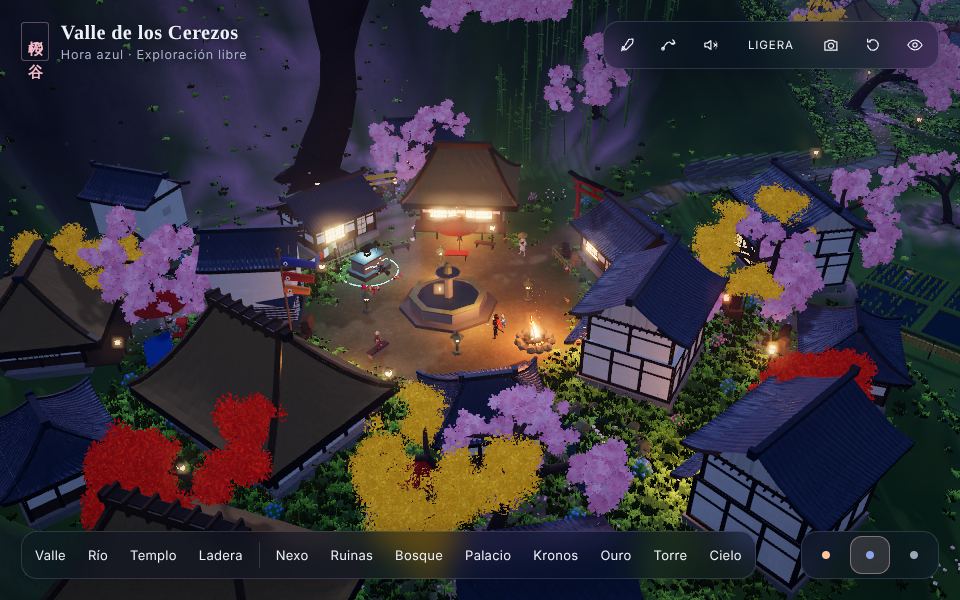 桜谷
Valle de los Cerezos
Hora azul · Exploración libre
LIGERA
Valle Río Templo Ladera Nexo Ruinas Bosque Palacio Kronos Ouro Torre Cielo